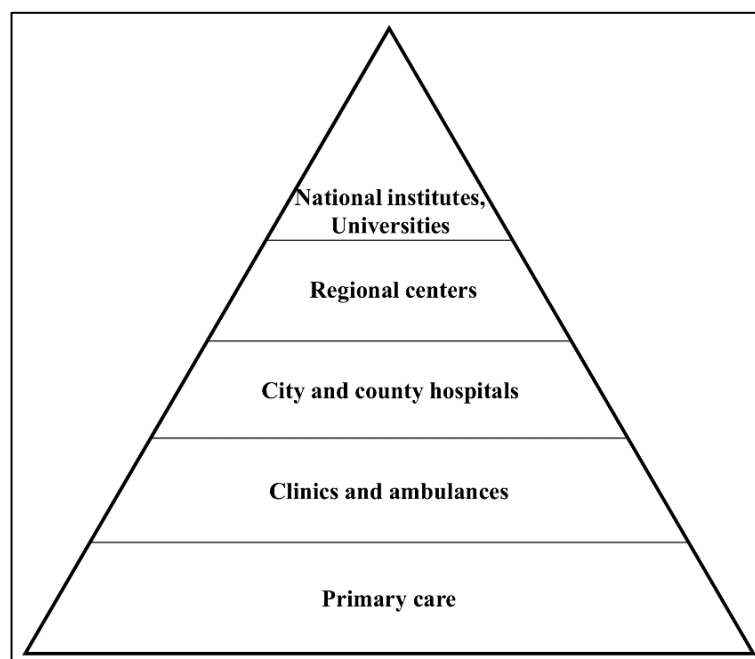 National institutes,
Universities
Regional centers
City and county hospitals
Clinics and ambulances
Primary care